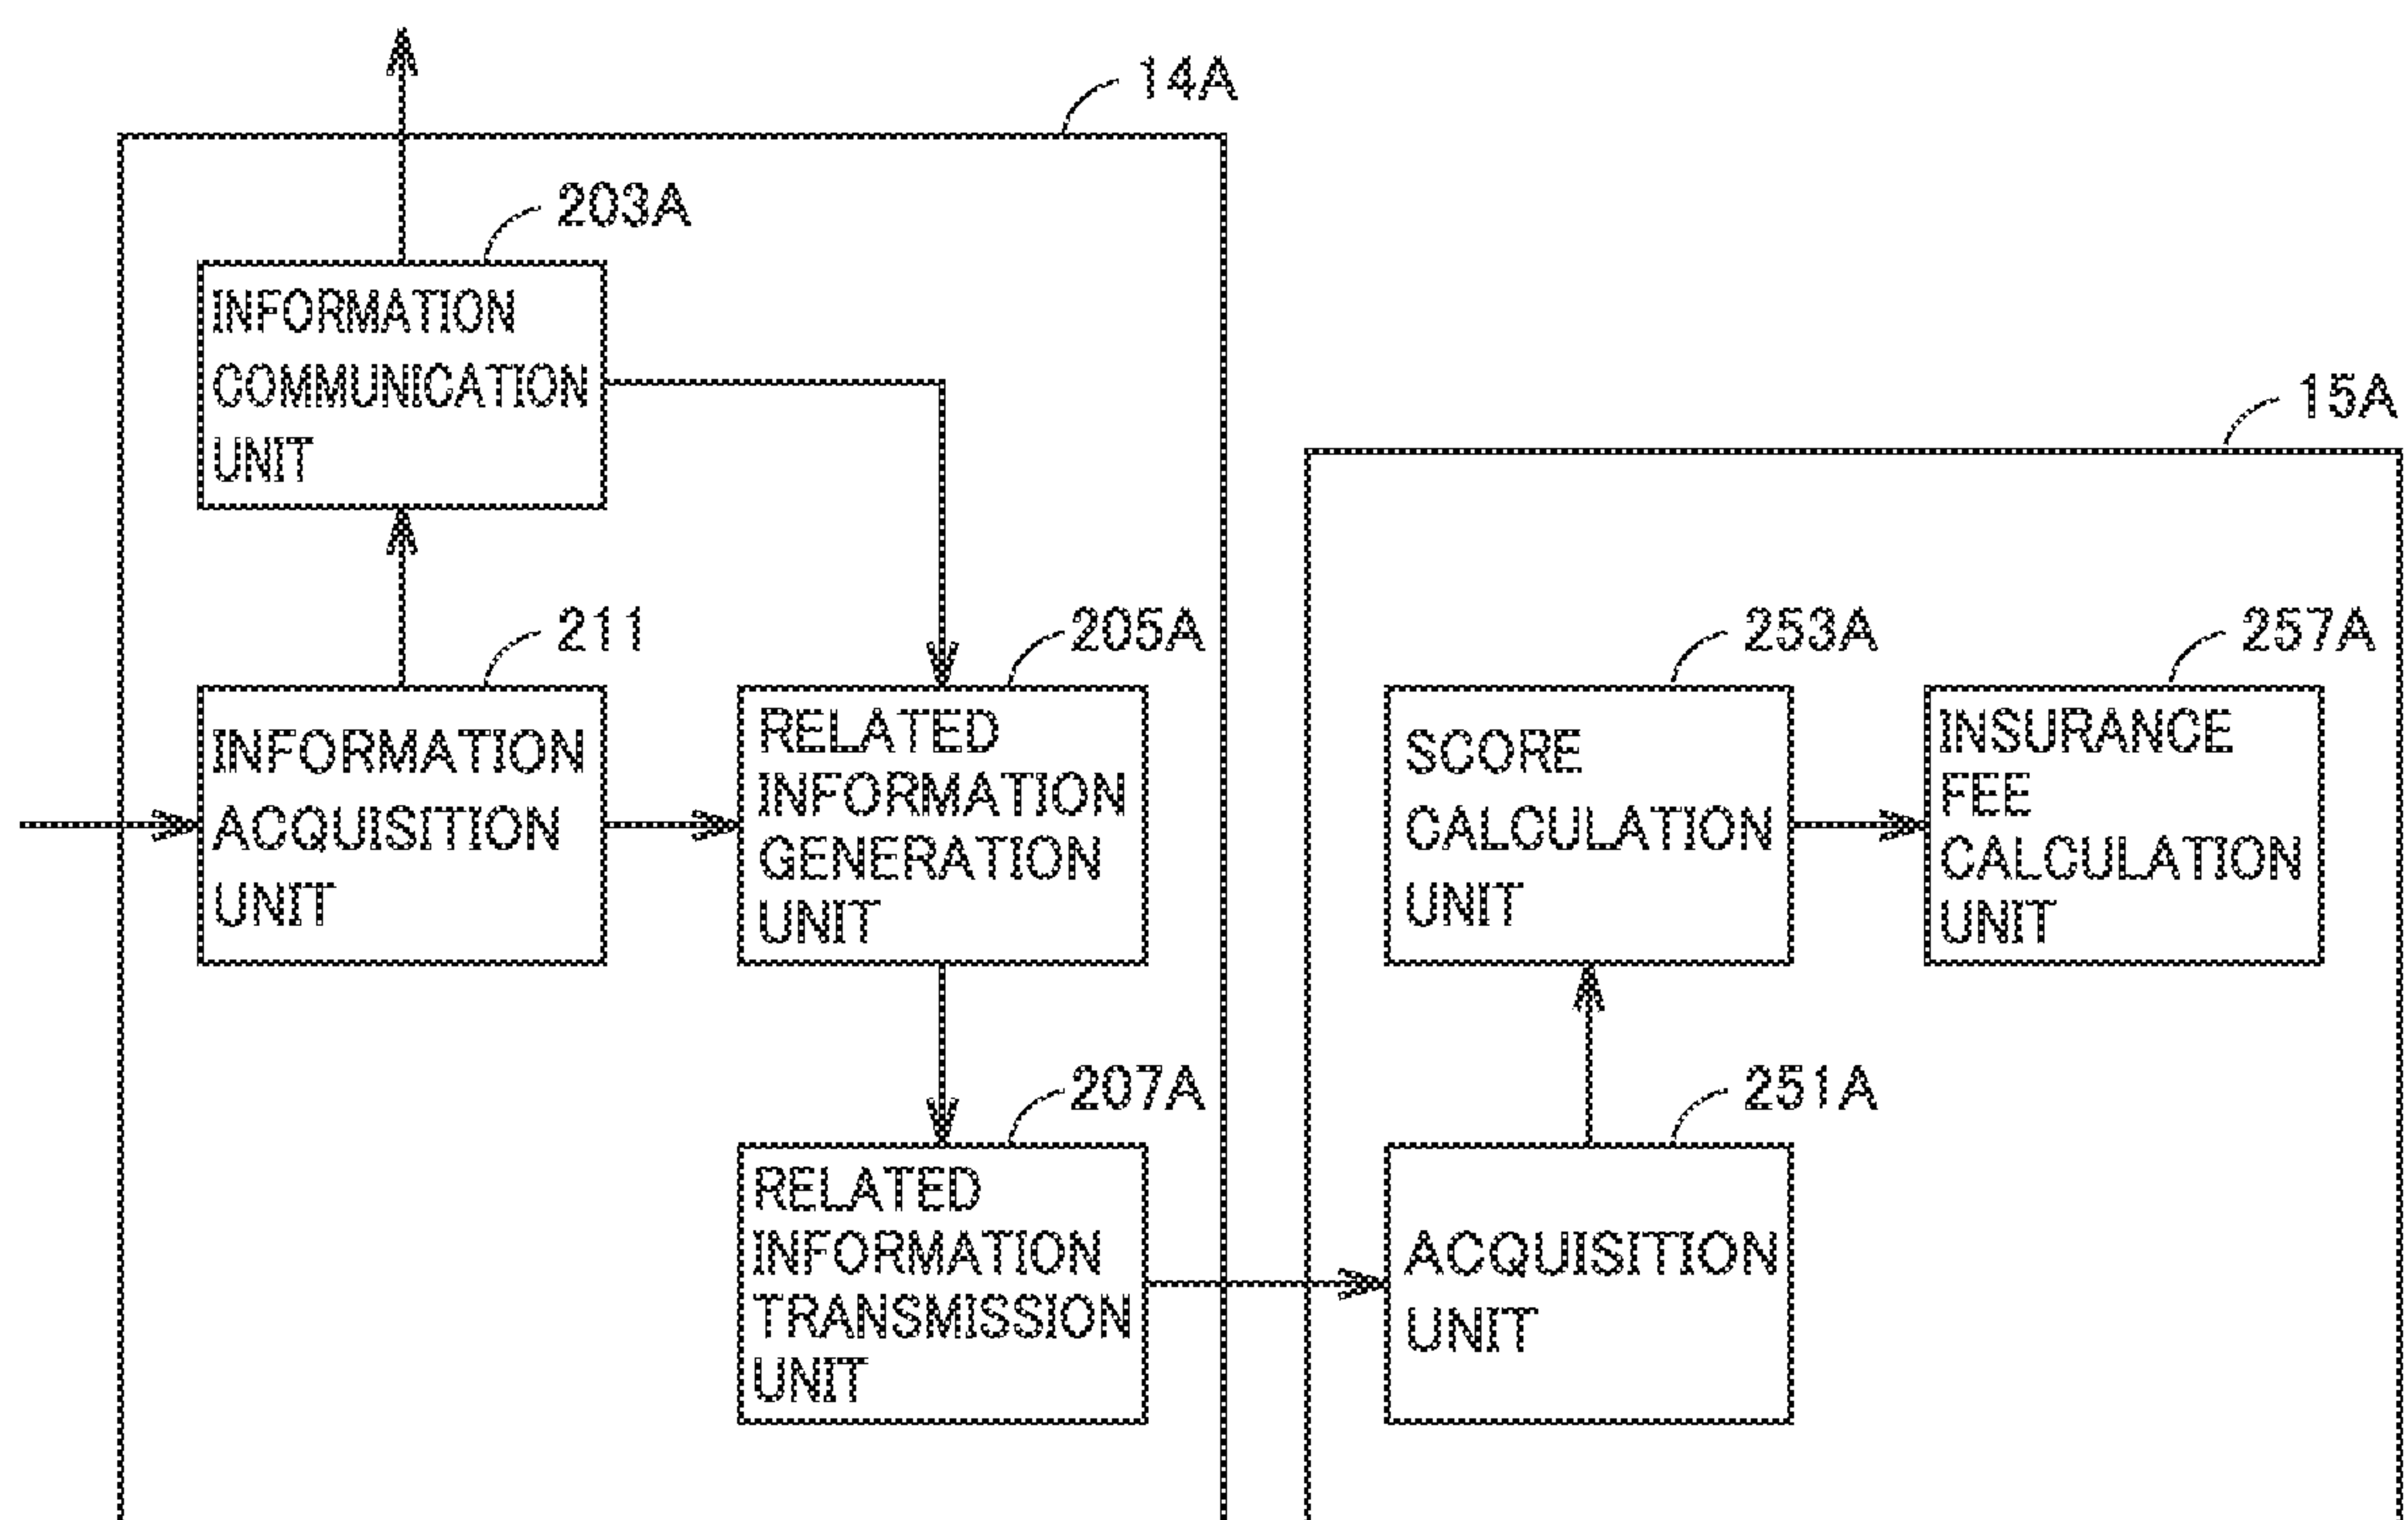 14A
203A
INFORMATION
COMMUNICATION
UNIT
15A
211
INFORMATION
ACQUISITION
UNIT
205A
RELATED
INFORMATION
GENERATION
UNIT
253A
SCORE
CALCULATION
UNIT
257A
INSURANCE
FEE
CALCULATION
UNIT
207A
RELATED
INFORMATION
TRANSMISSION
UNIT
251A
ACQUISITION
UNIT